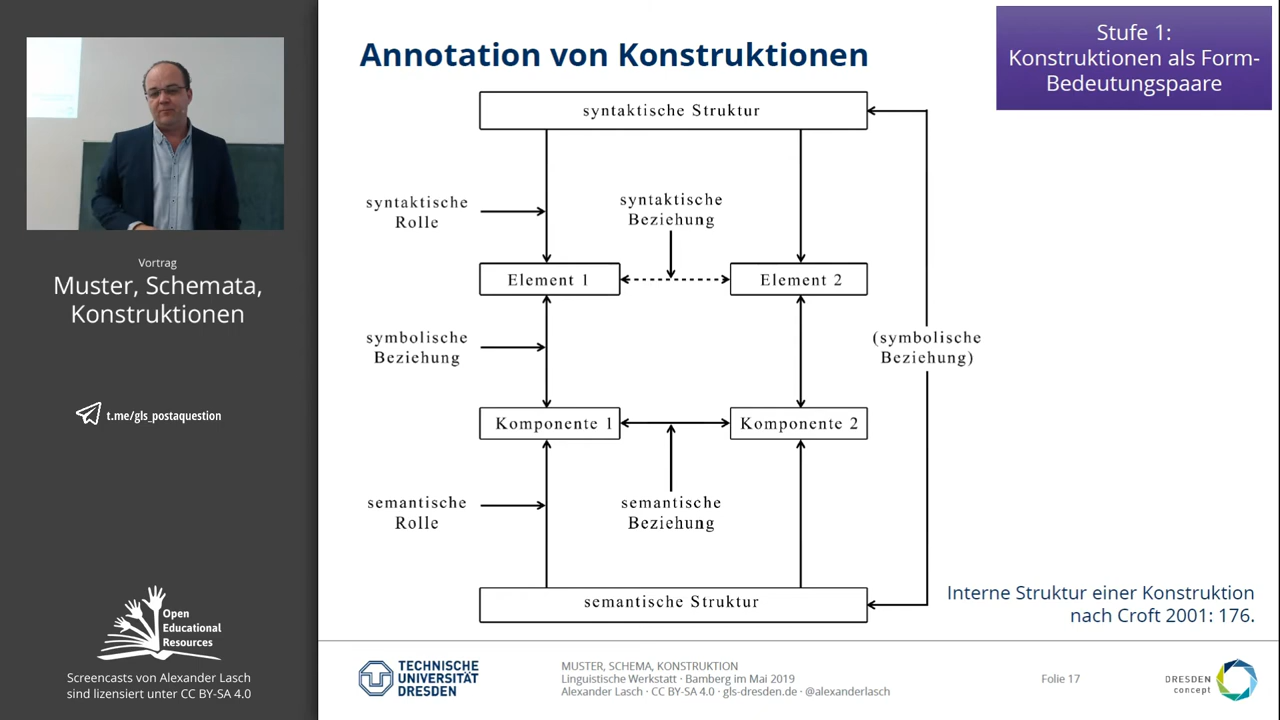 Vortrag
Muster, Schemata,
Konstruktionen
t.me/gls_postaquestion
Open
Educational
Resources
Screencasts von Alexander Lasch
sind lizensiert unter CC BY-SA 4.0
Annotation von Konstruktionen
Stufe 1:
Konstruktionen als Form-
Bedeutungspaare
syntaktische Struktur
syntaktische
Rolle
syntaktische
Beziehung
Element 1
Element 2
symbolische
Beziehung
(symbolische
Beziehung)
Komponente 1
Komponente 2
semantische
Rolle
semantische
Beziehung
semantische Struktur
Interne Struktur einer Konstruktion
nach Croft 2001: 176.
TECHNISCHE
UNIVERSITÄT
DRESDEN
MUSTER, SCHEMA, KONSTRUKTION
Linguistische Werkstatt · Bamberg im Mai 2019
Alexander Lasch · CC BY-SA 4.0 · gls-dresden.de · @alexanderlasch
Folie 17
DRESDEN
concept